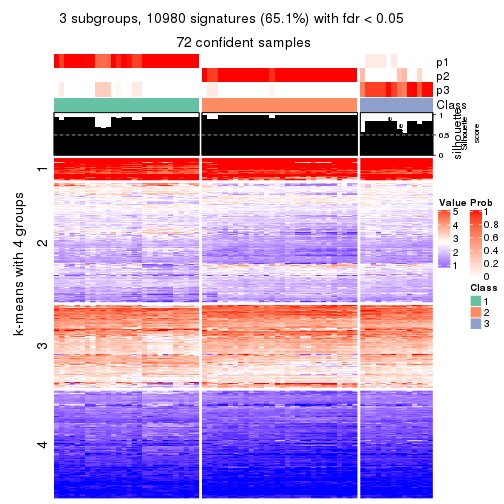 3 subgroups, 10980 signatures (65.1%) with fdr < 0.05
72 confident samples
p1
p2
p3
Class
1
0.5
0
silhouette
Silhouette
score
k-means with 4 groups
1
2
3
4
Value
5
4
3
2
1
Prob
1
0.8
0.6
0.4
0.2
0
Class
1
2
3